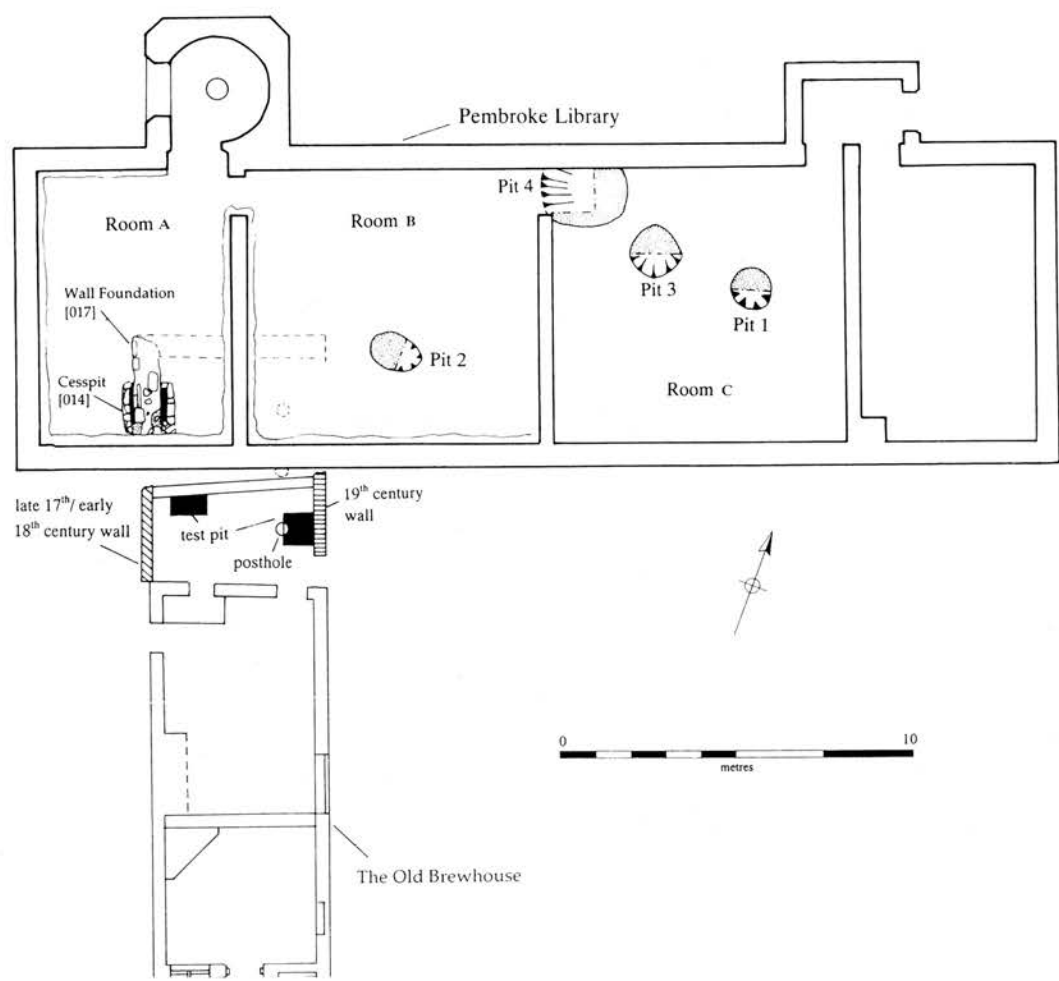 Pembroke Library
Pit 4
Room A
Room B
Wall Foundation
[017]
Pit 3
Pit 1
Pit 2
Cesspit
[014]
Room C
late 17th/ early
18th century wall
19th century
wall
test pit
posthole
0
10
metres
The Old Brewhouse